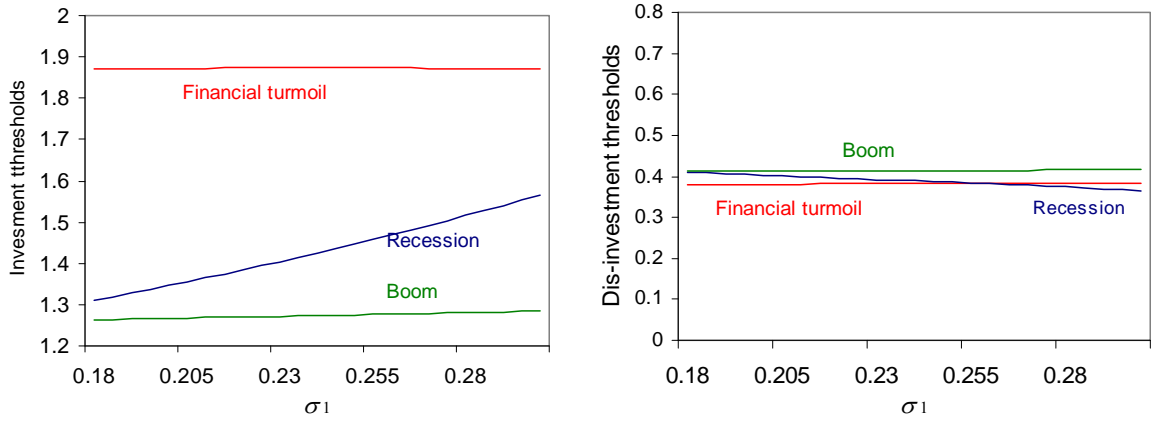 Invesment tthresholds
2
1.9
1.8
1.7
1.6
1.5
1.4
1.3
1.2
Financial turmoil
Recession
Boom
0.18 0.205 0.23 0.255 0.28
σ1
Dis-investment thresholds
0.8
0.7
0.6
0.5
0.4
0.3
0.2
0.1
0
Boom
Financial turmoil
Recession
0.18 0.205 0.23 0.255 0.28
σ1